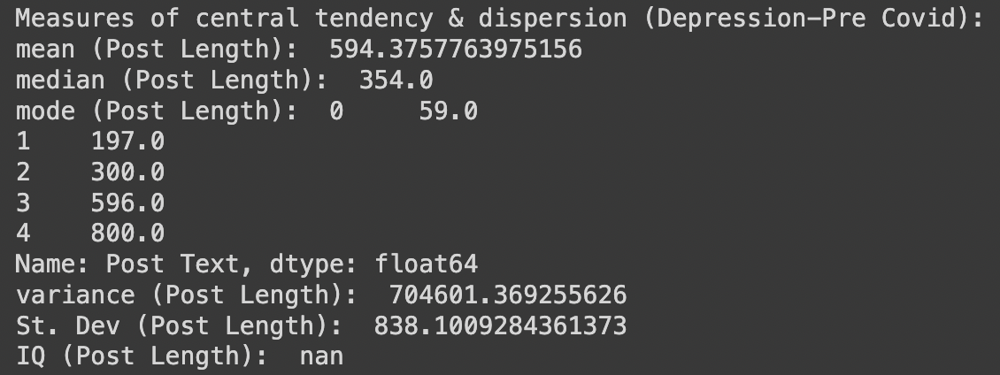 Measures of central tendency & dispersion (Depression-Pre Covid):
mean (Post Length):  594.3757763975156
median (Post Length):  354.0
mode (Post Length):  0     59.0
1    197.0
2    300.0
3    596.0
4    800.0
Name: Post Text, dtype: float64
variance (Post Length):  704601.369255626
St. Dev (Post Length):  838.1009284361373
IQ (Post Length):  nan